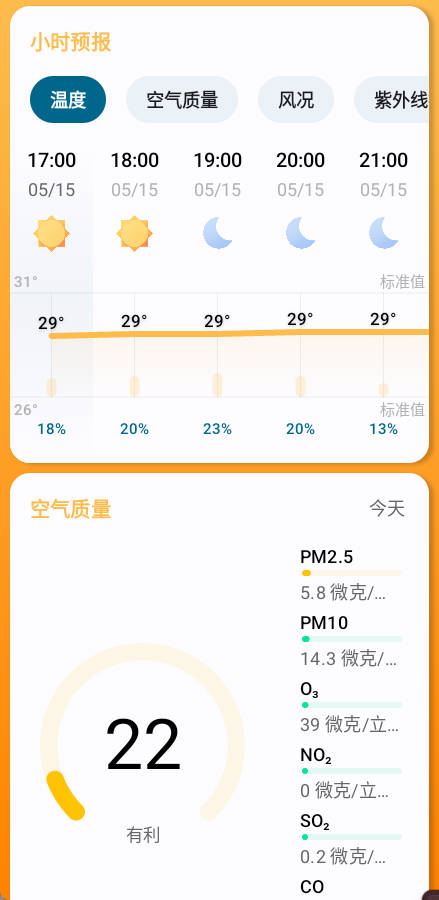 小时预报
温度 空气质量 风况 紫外线
17:00 18:00 19:00 20:00 21:00
05/15 05/15 05/15 05/15 05/15
31° 标准值
29° 29° 29° 29° 29°
26° 标准值
18% 20% 23% 20% 13%
空气质量 今天
PM2.5
5.8 微克/...
PM10
14.3 微克/...
O₃
39 微克/立...
NO₂
0 微克/立...
SO₂
0.2 微克/...
CO
22
有利